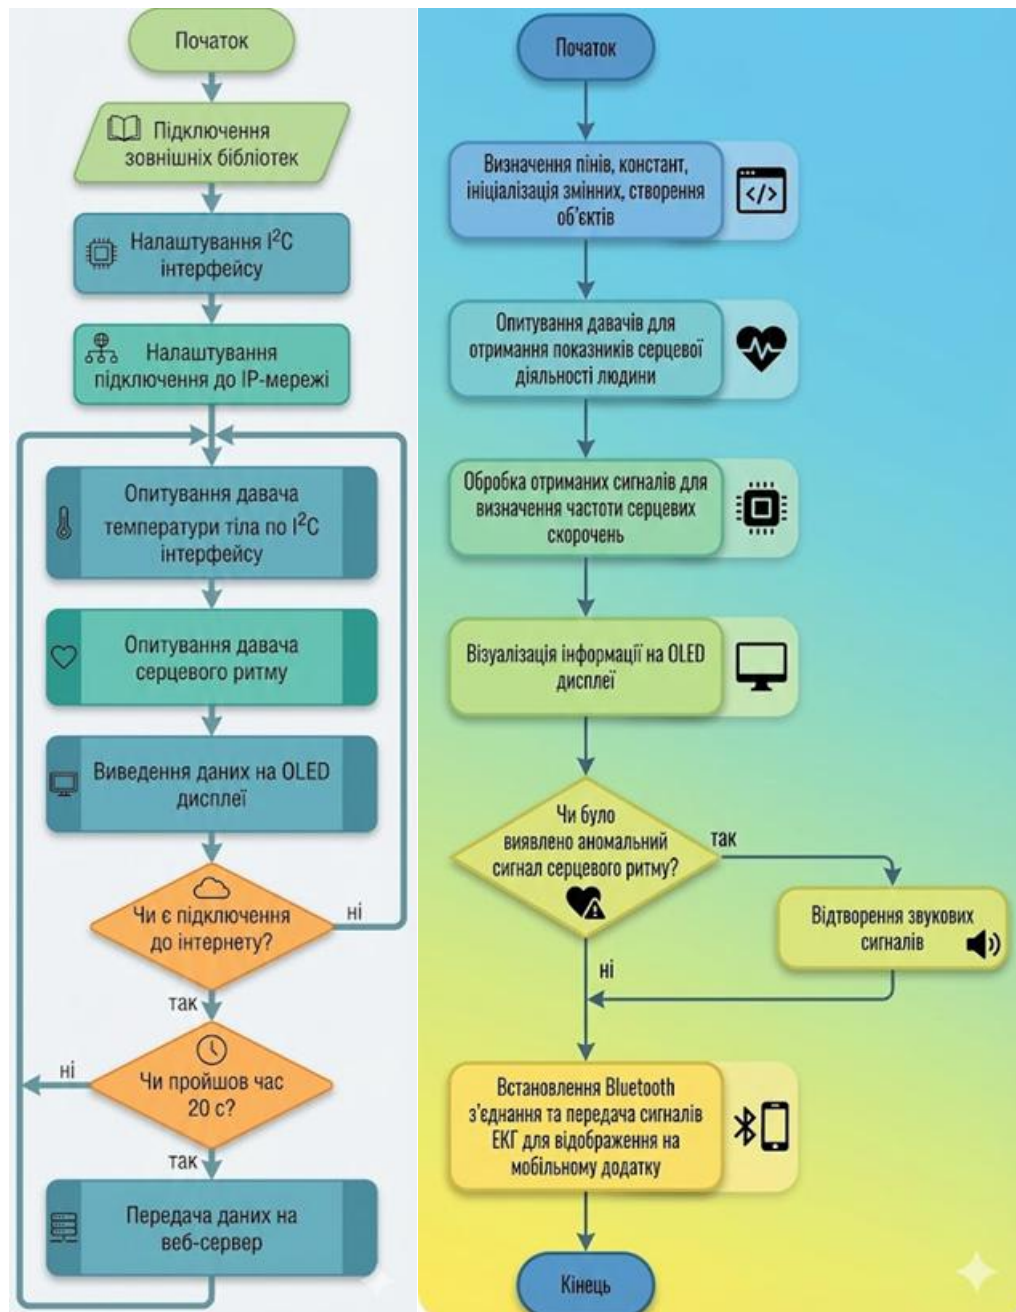 Початок
Підключення
зовнішніх бібліотек
Налаштування I²C
інтерфейсу
Налаштування
підключення до IP-мережі
Опитування давача
температури тіла по I²C
інтерфейсу
Опитування давача
серцевого ритму
Виведення даних на OLED
дисплеї
Чи є підключення
до інтернету?
ні
так
Чи пройшов час
20 с?
ні
так
Передача даних на
веб-сервер
Початок
Визначення пінів, констант,
ініціалізація змінних, створення
об'єктів
</>
Опитування давачів для
отримання показників серцевої
діяльності людини
Обробка отриманих сигналів для
визначення частоти серцевих
скорочень
Візуалізація інформації на OLED
дисплеї
Чи було
виявлено аномальний
сигнал серцевого ритму?
так
Відтворення звукових
сигналів
ні
Встановлення Bluetooth
з'єднання та передача сигналів
ЕКГ для відображення на
мобільному додатку
Кінець